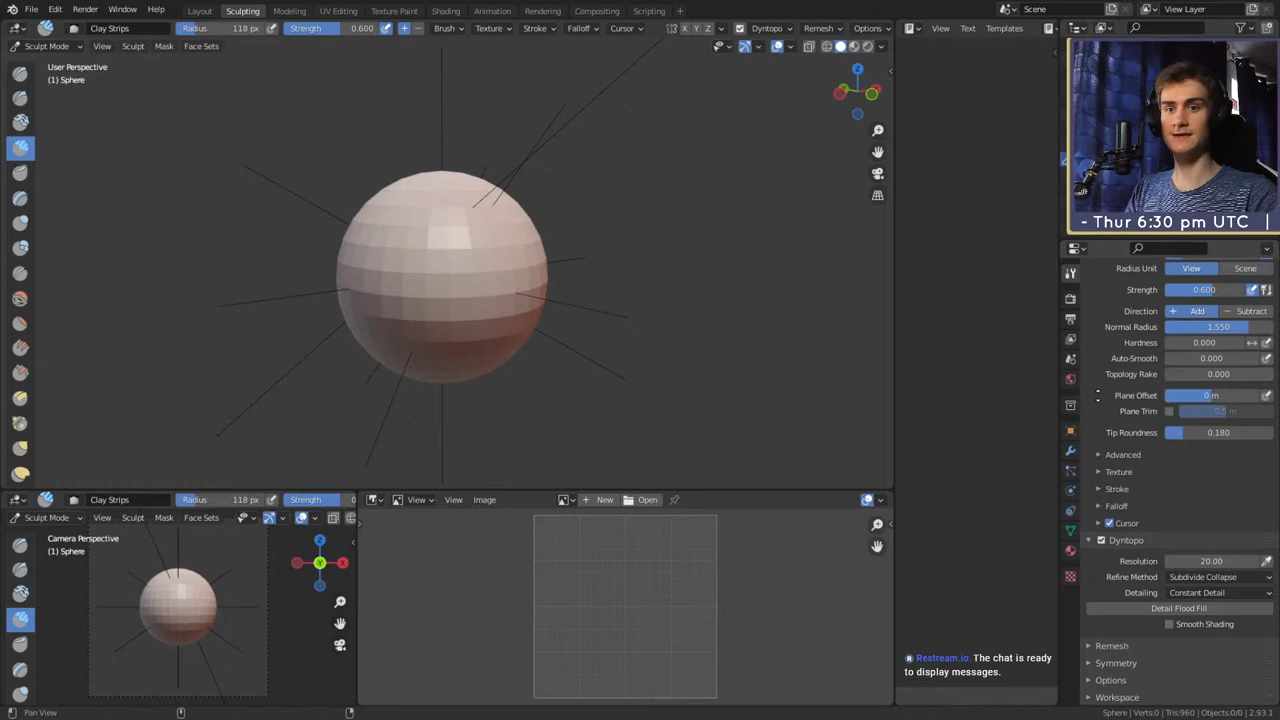 File Edit Render Window Help Layout Sculpting Modeling UV Editing Texture Paint Shading Animation Rendering Compositing Scripting + Scene View Layer
Clay Strips Radius 118 px Strength 0.600 Brush Texture Stroke Falloff Cursor X Y Z Dyntopo Remesh Options View Text Templates
Sculpt Mode View Sculpt Mask Face Sets
User Perspective
(1) Sphere
Z
- Thur 6:30 pm UTC |
Radius Unit View Scene
Strength 0.600
Direction + Add − Subtract
Normal Radius 1.550
Hardness 0.000
Auto-Smooth 0.000
Topology Rake 0.000
Plane Offset 0 m
Plane Trim 0.5 m
Tip Roundness 0.180
Advanced
Texture
Stroke
Falloff
Cursor
Dyntopo
Resolution 20.00
Refine Method Subdivide Collapse
Detailing Constant Detail
Detail Flood Fill
Smooth Shading
Remesh
Symmetry
Options
Workspace
Clay Strips Radius 118 px Strength 0
Sculpt Mode View Sculpt Mask Face Sets
Camera Perspective
(1) Sphere
Z
Y X
View View Image + New Open
Restream.io The chat is ready
to display messages.
Pan View
Sphere | Verts:0 | Tris:960 | Objects:0/0 | 2.93.1